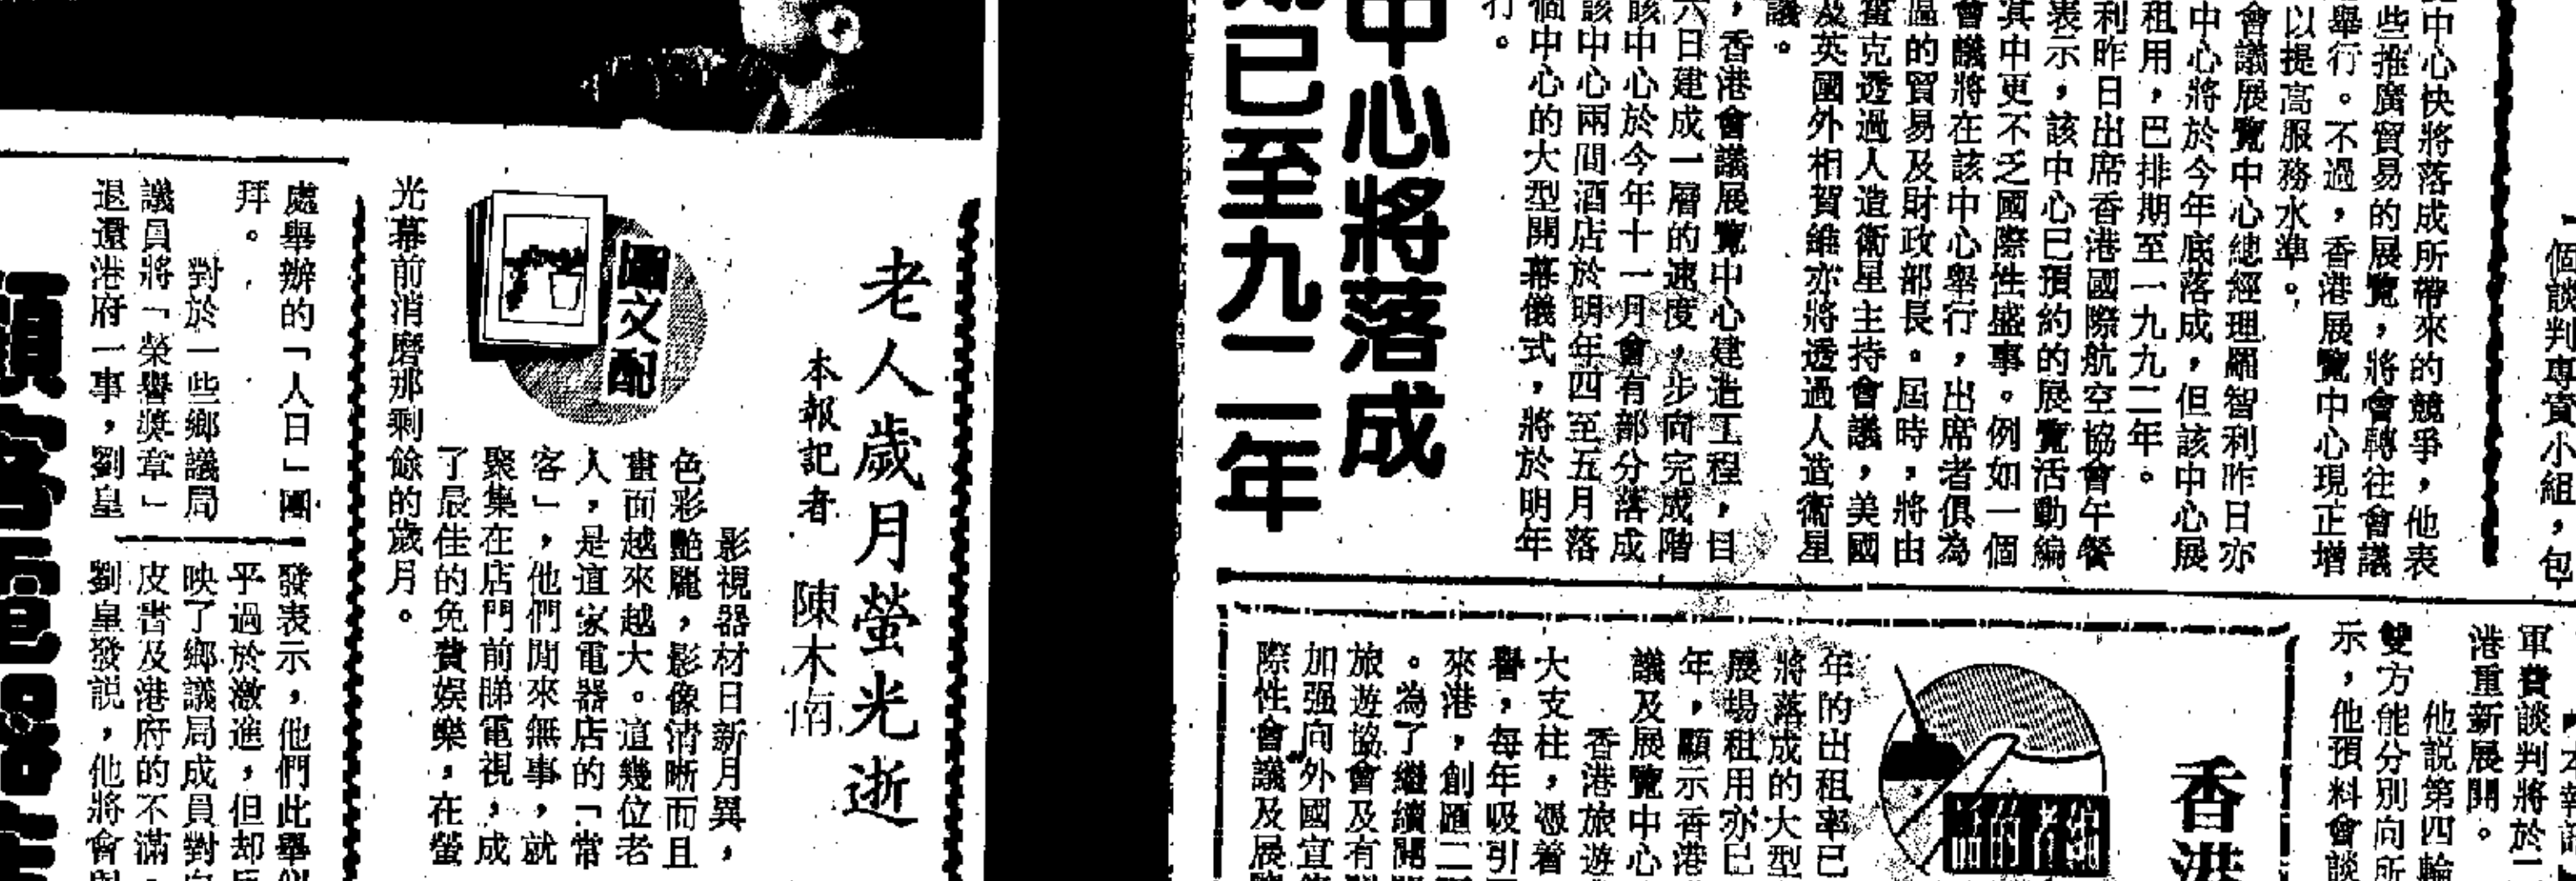 個談判專責小組，包
中心快將落成所帶來的競爭，他表
些推廣貿易的展覽，將會轉往會議
舉行。不過，香港展覽中心現正增
以提高服務水準。
會議展覽中心總經理顧智利昨日亦
中心將於今年底落成，但該中心展
租用，已排期至一九九二年。
利昨日出席香港國際航空協會午餐
表示，該中心已預約的展覽活動編
其中更不乏國際性盛事。例如一個
會議將在該中心舉行，出席者俱為
區的貿易及財政部長。屆時，將由
克透過人造衛星主持會議，美國
及英國外相賀維亦將透過人造衛星
議。
，香港會議展覽中心建造工程，目
六日建成一層的速度，步向完成階
該中心於今年十一月會有部分落成
該中心兩間酒店於明年四至五月落
個中心的大型開幕儀式，將於明年
行。
中心將落成
已至九二年
軍費談判將於
港重新展開。
他説第四輪
雙方能分別向所
示，他預料會談
香港
年的出租率已
將落成的大型
展場租用亦已
年，顯示香港
議及展覽中心
香港旅遊
大支柱，憑着
譽，每年吸引
來港，創匯二
。為了繼續開
旅遊協會及有
加强向外國宣
際性會議及展
老人歲月螢光逝
本報記者 陳木南
圖文配
影視器材日新月異，
色彩艷麗，影像清晰而且
畫面越來越大。這幾位老
人，是這家電器店的「常
客」，他們閒來無事，就
聚集在店門前睇電視，成
了最佳的免費娛樂，在螢
光幕前消磨那剩餘的歲月。
處舉辦的「人日」團
拜。
對於一些鄉議局
議員將「榮譽獎章」
退還港府一事，劉皇
發表示，他們此舉似
乎過於激進，但却反
映了鄉議局成員對
皮書及港府的不滿。
劉皇發説，他將會與